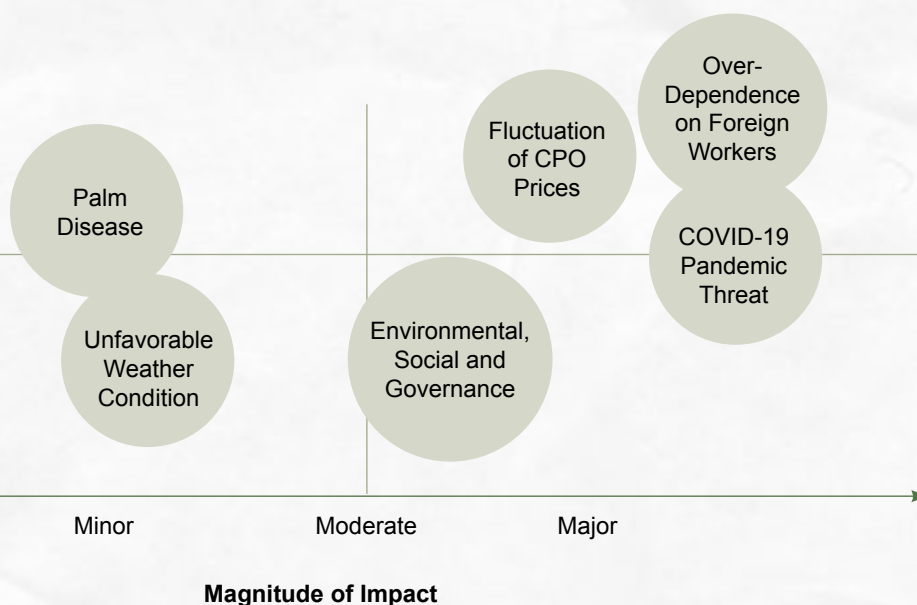 Over-
Dependence
on Foreign
Workers
Fluctuation
of CPO
Prices
Palm
Disease
COVID-19
Pandemic
Threat
Unfavorable
Weather
Condition
Environmental,
Social and
Governance
Minor
Moderate
Major
Magnitude of Impact